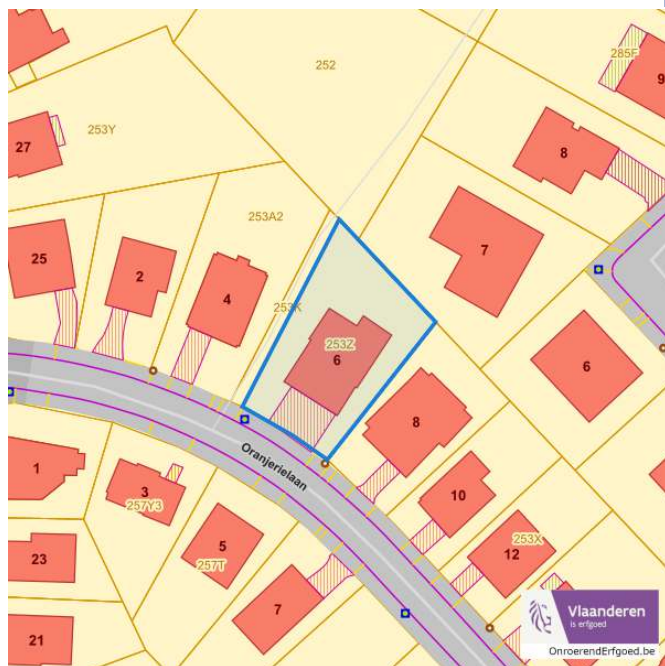 252
285F
9
253Y
27
8
253A2
7
25
2
4
253K
253Z
6
6
8
Oranjerielaan
1
3
257Y3
10
5
257T
253X
12
23
7
21
Vlaanderen
is erfgoed
OnroerendErfgoed.be